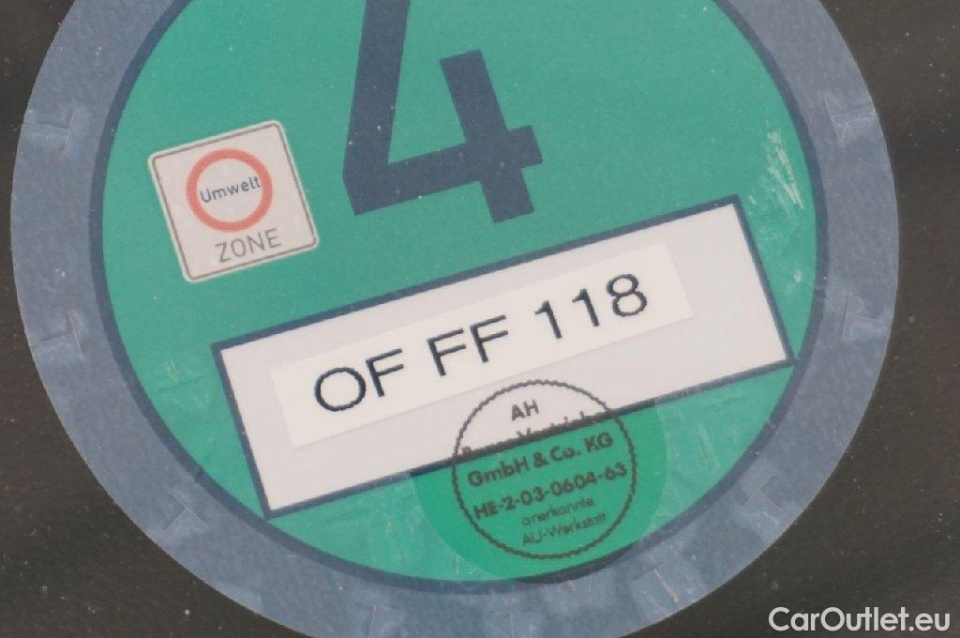 4
Umwelt
ZONE
OF FF 118
AH
GmbH & Co. KG
HE-2-03-0604-63
anerkannte
AU-Werkstatt
CarOutlet.eu